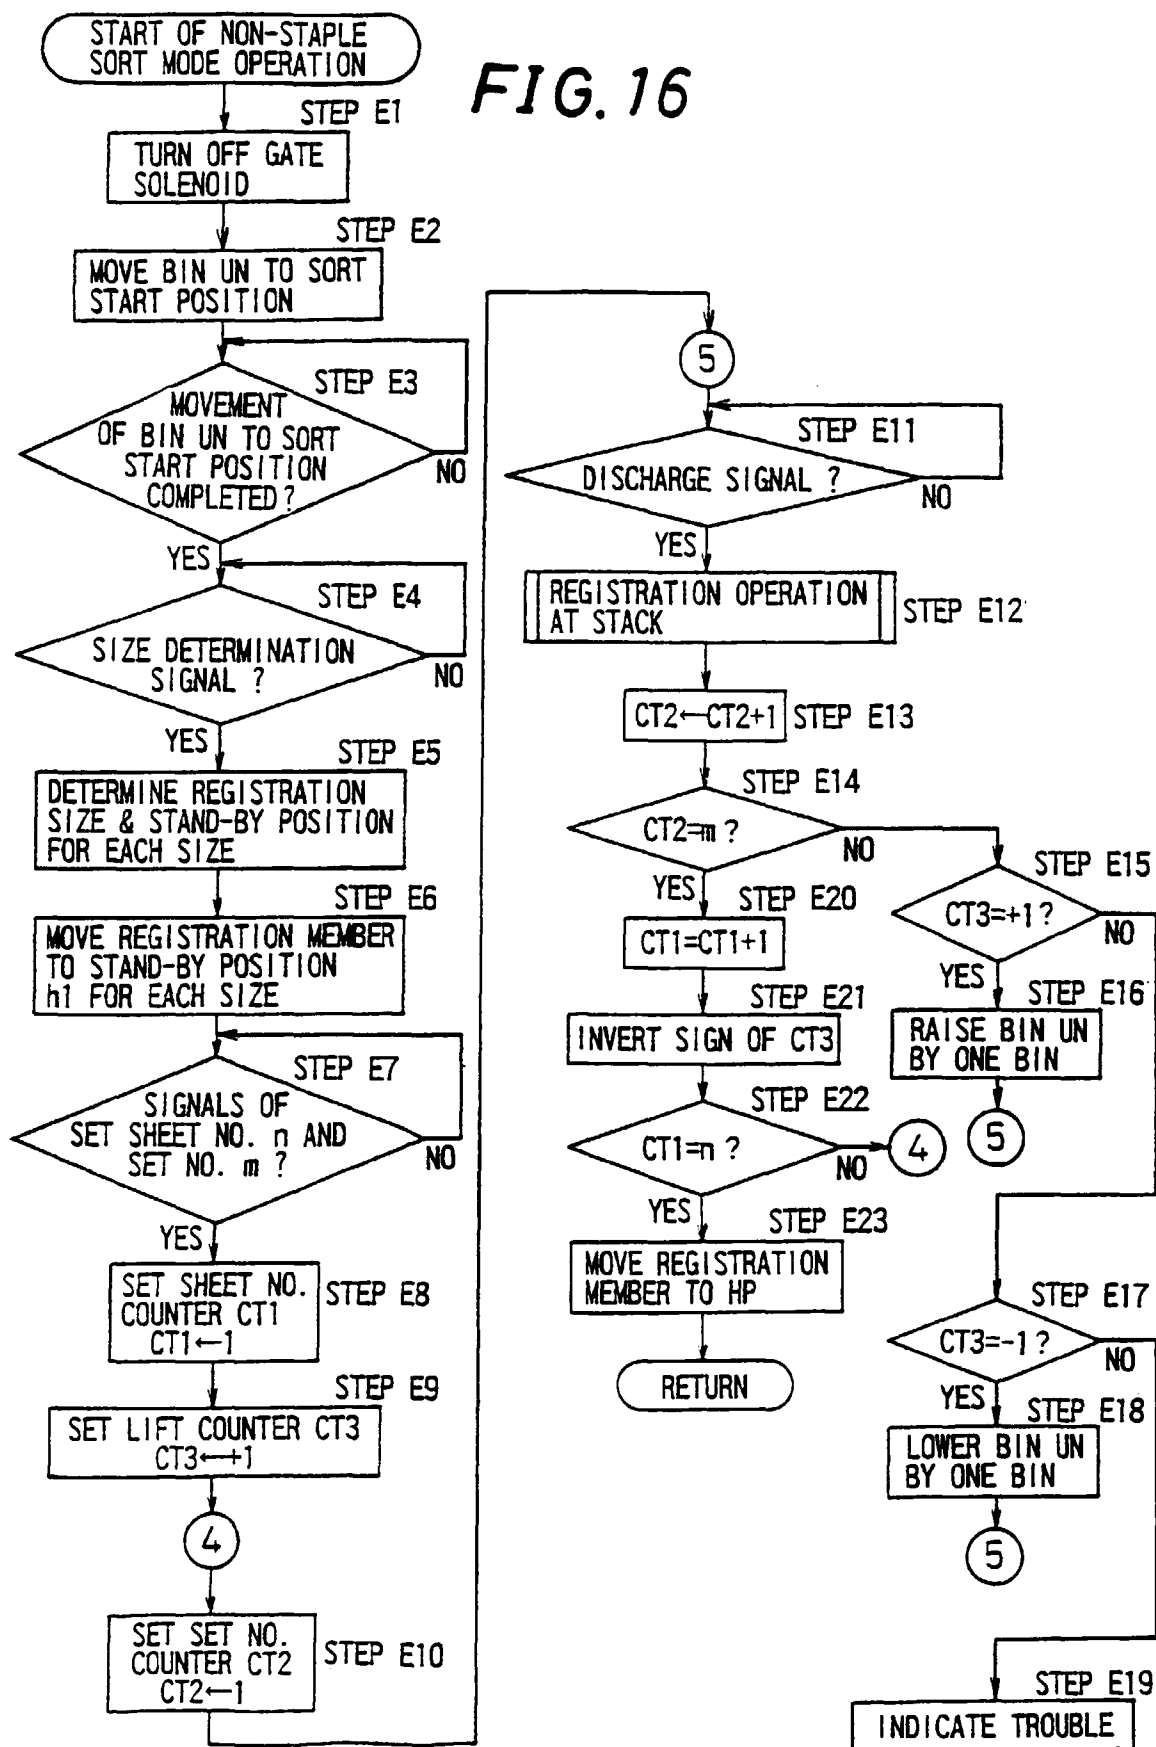 START OF NON-STAPLE
SORT MODE OPERATION
FIG. 16
STEP E1
TURN OFF GATE
SOLENOID
STEP E2
MOVE BIN UN TO SORT
START POSITION
STEP E3
MOVEMENT
OF BIN UN TO SORT
START POSITION
COMPLETED?
NO
YES
STEP E4
SIZE DETERMINATION
SIGNAL ?
NO
YES
STEP E5
DETERMINE REGISTRATION
SIZE & STAND-BY POSITION
FOR EACH SIZE
STEP E6
MOVE REGISTRATION MEMBER
TO STAND-BY POSITION
h1 FOR EACH SIZE
STEP E7
SIGNALS OF
SET SHEET NO. n AND
SET NO. m ?
NO
YES
SET SHEET NO.
COUNTER CT1
CT1←1
STEP E8
STEP E9
SET LIFT COUNTER CT3
CT3←+1
4
SET SET NO.
COUNTER CT2
CT2←1
STEP E10
5
STEP E11
DISCHARGE SIGNAL ?
NO
YES
REGISTRATION OPERATION
AT STACK
STEP E12
CT2←CT2+1
STEP E13
STEP E14
CT2=m ?
NO
YES
STEP E15
CT3=+1 ?
NO
YES
STEP E16
RAISE BIN UN
BY ONE BIN
5
STEP E20
CT1=CT1+1
STEP E21
INVERT SIGN OF CT3
STEP E22
CT1=n ?
NO
4
YES
STEP E23
MOVE REGISTRATION
MEMBER TO HP
RETURN
STEP E17
CT3=-1 ?
NO
YES
STEP E18
LOWER BIN UN
BY ONE BIN
5
STEP E19
INDICATE TROUBLE